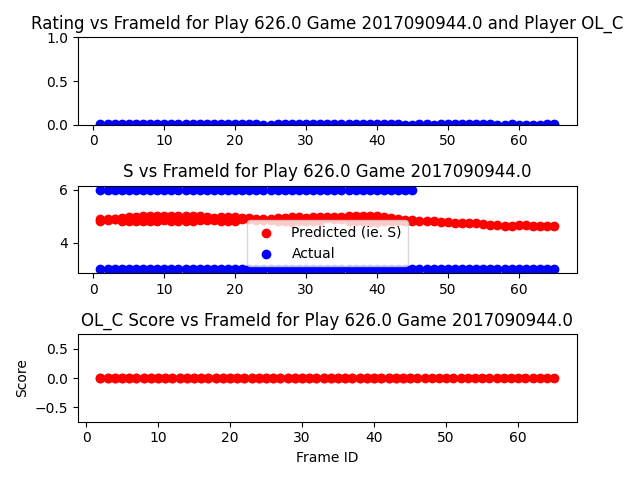 Rating vs FrameId for Play 626.0 Game 2017090944.0 and Player OL_C
1.0
0.5
0.0
0 10 20 30 40 50 60
S vs FrameId for Play 626.0 Game 2017090944.0
6
4
Predicted (ie. S)
Actual
0 10 20 30 40 50 60
OL_C Score vs FrameId for Play 626.0 Game 2017090944.0
Score
0.5
0.0
−0.5
0 10 20 30 40 50 60
Frame ID